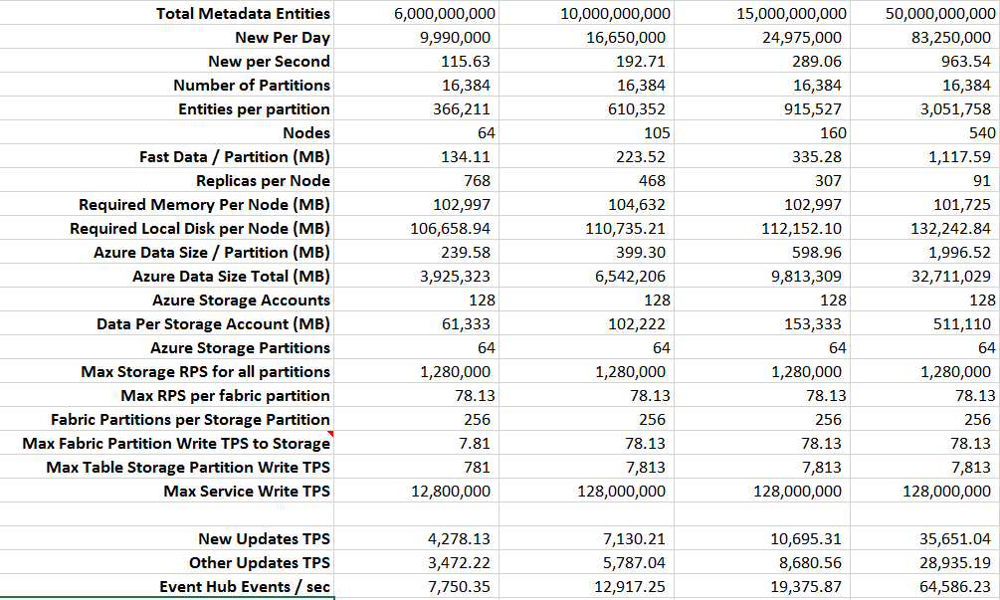 Total Metadata Entities 6,000,000,000 10,000,000,000 15,000,000,000 50,000,000,000
New Per Day 9,990,000 16,650,000 24,975,000 83,250,000
New per Second 115.63 192.71 289.06 963.54
Number of Partitions 16,384 16,384 16,384 16,384
Entities per partition 366,211 610,352 915,527 3,051,758
Nodes 64 105 160 540
Fast Data / Partition (MB) 134.11 223.52 335.28 1,117.59
Replicas per Node 768 468 307 91
Required Memory Per Node (MB) 102,997 104,632 102,997 101,725
Required Local Disk per Node (MB) 106,658.94 110,735.21 112,152.10 132,242.84
Azure Data Size / Partition (MB) 239.58 399.30 598.96 1,996.52
Azure Data Size Total (MB) 3,925,323 6,542,206 9,813,309 32,711,029
Azure Storage Accounts 128 128 128 128
Data Per Storage Account (MB) 61,333 102,222 153,333 511,110
Azure Storage Partitions 64 64 64 64
Max Storage RPS for all partitions 1,280,000 1,280,000 1,280,000 1,280,000
Max RPS per fabric partition 78.13 78.13 78.13 78.13
Fabric Partitions per Storage Partition 256 256 256 256
Max Fabric Partition Write TPS to Storage 7.81 78.13 78.13 78.13
Max Table Storage Partition Write TPS 781 7,813 7,813 7,813
Max Service Write TPS 12,800,000 128,000,000 128,000,000 128,000,000
New Updates TPS 4,278.13 7,130.21 10,695.31 35,651.04
Other Updates TPS 3,472.22 5,787.04 8,680.56 28,935.19
Event Hub Events / sec 7,750.35 12,917.25 19,375.87 64,586.23